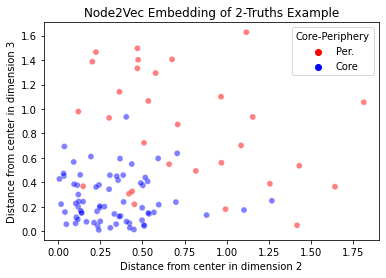 Node2Vec Embedding of 2-Truths Example
Distance from center in dimension 3
1.6
1.4
1.2
1.0
0.8
0.6
0.4
0.2
0.0
Core-Periphery
Per.
Core
0.00 0.25 0.50 0.75 1.00 1.25 1.50 1.75
Distance from center in dimension 2